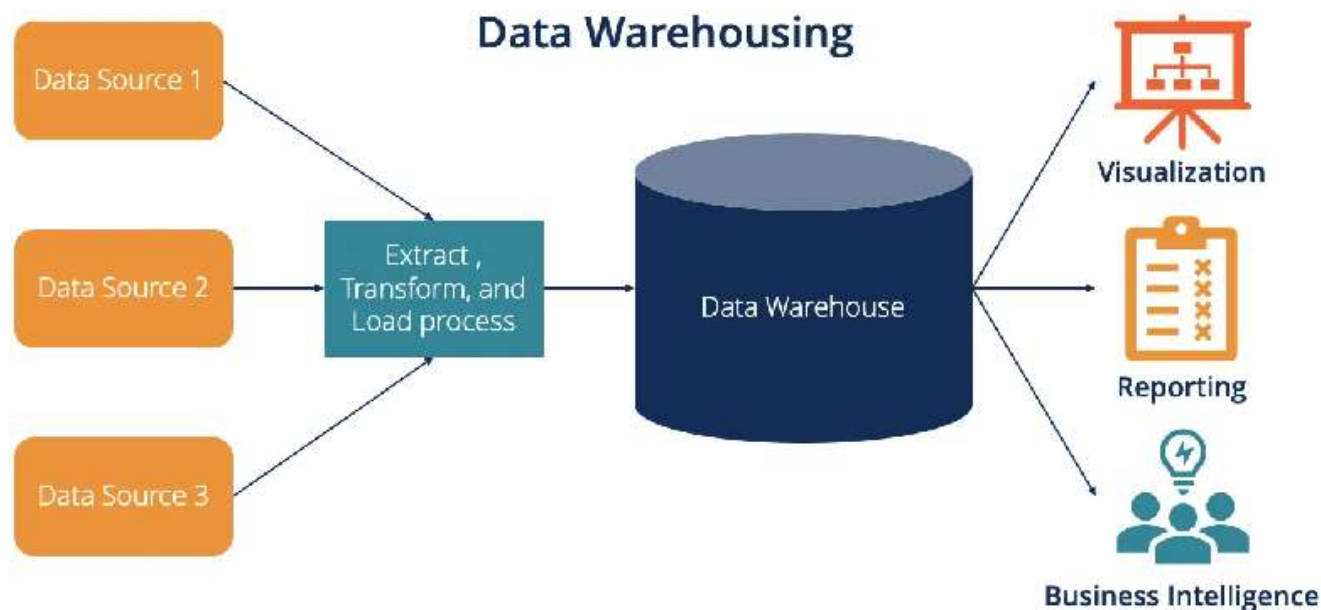 Data Warehousing
Data Source 1
Data Source 2
Data Source 3
Extract ,
Transform, and
Load process
Data Warehouse
Visualization
Reporting
Business Intelligence